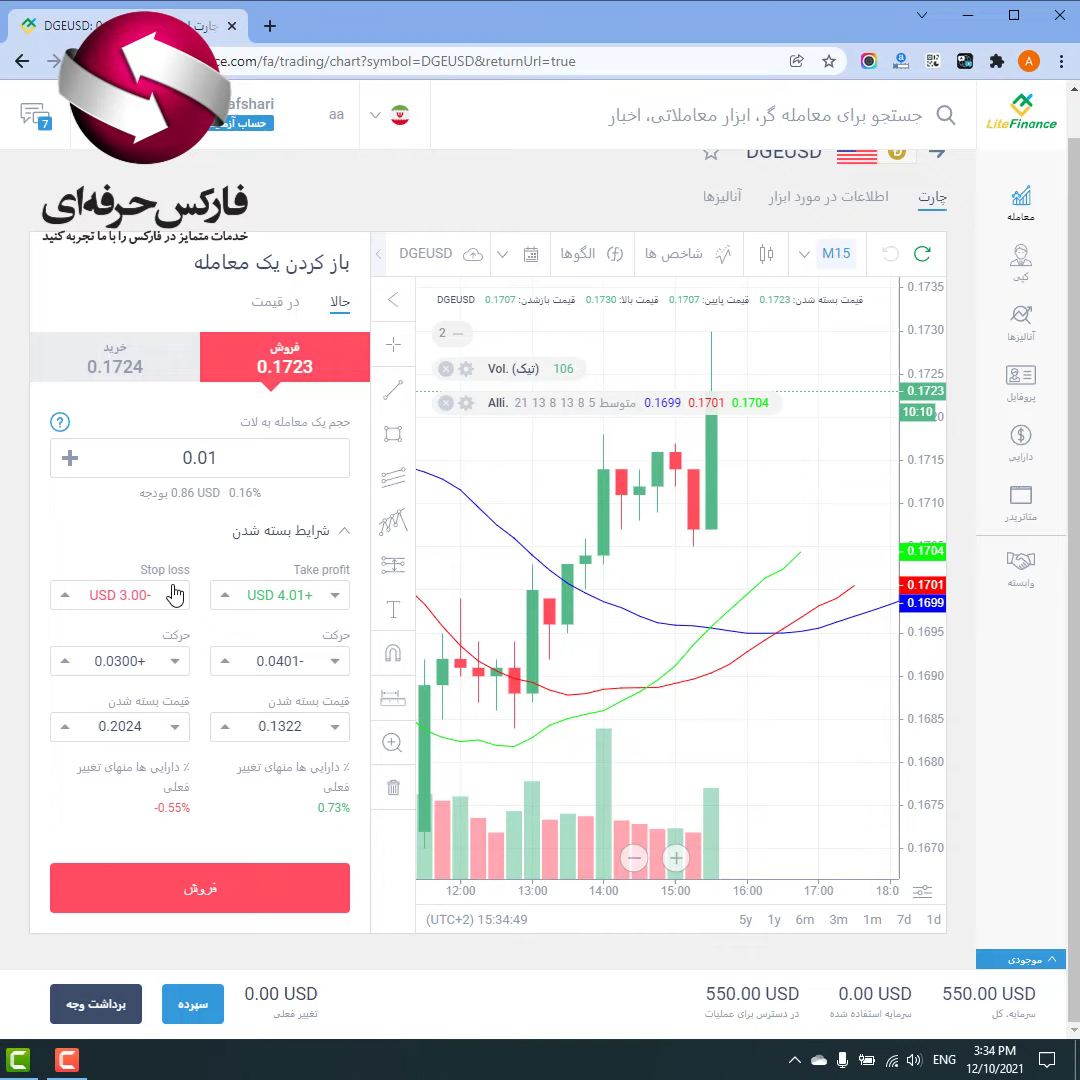 DGEUSD: 0
چارت
ce.com/fa/trading/chart?symbol=DGEUSD&returnUrl=true
A
7
afshari
aa
جستجو برای معامله گر، ابزار معاملاتی، اخبار
LiteFinance
فارکس حرفه‌ای
خدمات متمایز در فارکس را با ما تجربه کنید
DGEUSD
چارت
اطلاعات در مورد ابزار
آنالیزها
معامله
کپی
آنالیزها
پروفایل
دارایی
متاتریدر
وابسته
باز کردن یک معامله
حالا
در قیمت
فروش
0.1723
خرید
0.1724
حجم یک معامله به لات
?
0.01
بودجه 0.86 USD 0.16%
شرایط بسته شدن
Take profit
Stop loss
USD 4.01+
USD 3.00-
حرکت
حرکت
0.0401-
0.0300+
قیمت بسته شدن
قیمت بسته شدن
0.1322
0.2024
٪ دارایی ها منهای تغییر فعلی
٪ دارایی ها منهای تغییر فعلی
0.73%
-0.55%
فروش
DGEUSD
الگوها
شاخص ها
M15
DGEUSD
قیمت بازشدن: 0.1707
قیمت بالا: 0.1730
قیمت پایین: 0.1707
قیمت بسته شدن: 0.1723
2
Vol. (تیک) 106
Alli. 21 13 8 13 8 5 متوسط 0.1699 0.1701 0.1704
0.1735
0.1730
0.1725
0.1723
10:10
0.1715
0.1710
0.1704
0.1701
0.1699
0.1695
0.1690
0.1685
0.1680
0.1675
0.1670
12:00 13:00 14:00 15:00 16:00 17:00 18:0
(UTC+2) 15:34:49
5y 1y 6m 3m 1m 7d 1d
موجودی
550.00 USD
سرمایه. کل
0.00 USD
سرمایه استفاده شده
550.00 USD
در دسترس برای عملیات
0.00 USD
تغییر فعلی
سپرده
برداشت وجه
ENG
3:34 PM
12/10/2021